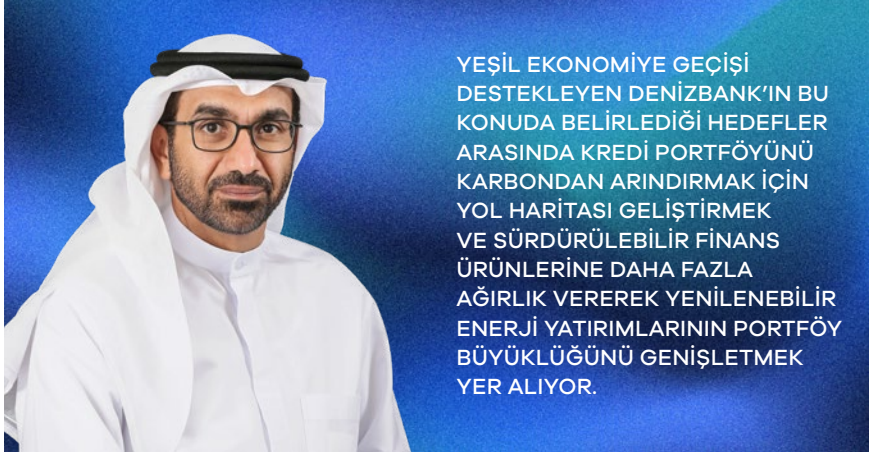 YEŞİL EKONOMİYE GEÇİŞİ
DESTEKLEYEN DENİZBANK’IN BU
KONUDA BELİRLEDİĞİ HEDEFLER
ARASINDA KREDİ PORTFÖYÜNÜ
KARBONDAN ARINDIRMAK İÇİN
YOL HARİTASI GELİŞTİRMEK
VE SÜRDÜRÜLEBİLİR FİNANS
ÜRÜNLERİNE DAHA FAZLA
AĞIRLIK VEREREK YENİLENEBİLİR
ENERJİ YATIRIMLARININ PORTFÖY
BÜYÜKLÜĞÜNÜ GENİŞLETMEK
YER ALIYOR.